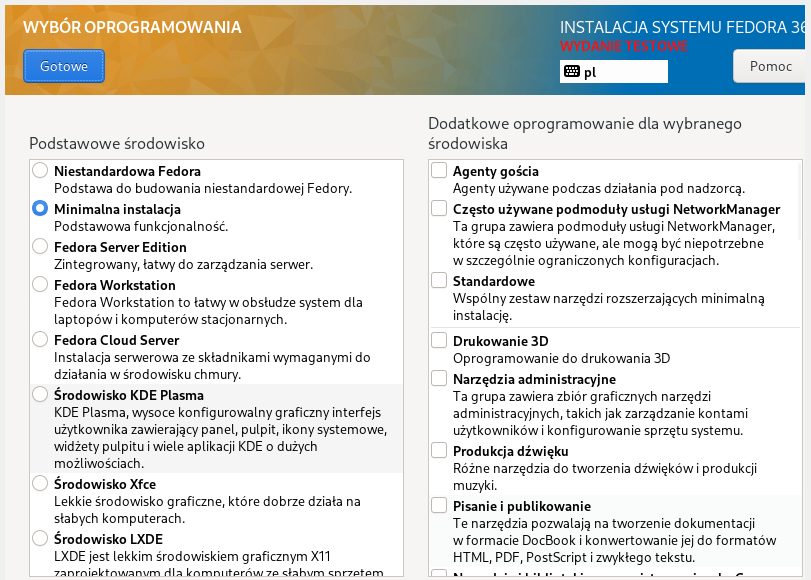 WYBÓR OPROGRAMOWANIA
Gotowe
INSTALACJA SYSTEMU FEDORA 36
WYDANIE TESTOWE
pl
Pomoc
Podstawowe środowisko
Niestandardowa Fedora
Podstawa do budowania niestandardowej Fedory.
Minimalna instalacja
Podstawowa funkcjonalność.
Fedora Server Edition
Zintegrowany, łatwy do zarządzania serwer.
Fedora Workstation
Fedora Workstation to łatwy w obsłudze system dla
laptopów i komputerów stacjonarnych.
Fedora Cloud Server
Instalacja serwerowa ze składnikami wymaganymi do
działania w środowisku chmury.
Środowisko KDE Plasma
KDE Plasma, wysoce konfigurowalny graficzny interfejs
użytkownika zawierający panel, pulpit, ikony systemowe,
widżety pulpitu i wiele aplikacji KDE o dużych
możliwościach.
Środowisko Xfce
Lekkie środowisko graficzne, które dobrze działa na
słabych komputerach.
Środowisko LXDE
LXDE jest lekkim środowiskiem graficznym X11
zaprojektowanym dla komputerów ze słabym sprzętem
Dodatkowe oprogramowanie dla wybranego
środowiska
Agenty gościa
Agenty używane podczas działania pod nadzorcą.
Często używane podmoduły usługi NetworkManager
Ta grupa zawiera podmoduły usługi NetworkManager,
które są często używane, ale mogą być niepotrzebne
w szczególnie ograniczonych konfiguracjach.
Standardowe
Wspólny zestaw narzędzi rozszerzających minimalną
instalację.
Drukowanie 3D
Oprogramowanie do drukowania 3D
Narzędzia administracyjne
Ta grupa zawiera zbiór graficznych narzędzi
administracyjnych, takich jak zarządzanie kontami
użytkowników i konfigurowanie sprzętu systemu.
Produkcja dźwięku
Różne narzędzia do tworzenia dźwięków i produkcji
muzyki.
Pisanie i publikowanie
Te narzędzia pozwalają na tworzenie dokumentacji
w formacie DocBook i konwertowanie jej do formatów
HTML, PDF, PostScript i zwykłego tekstu.